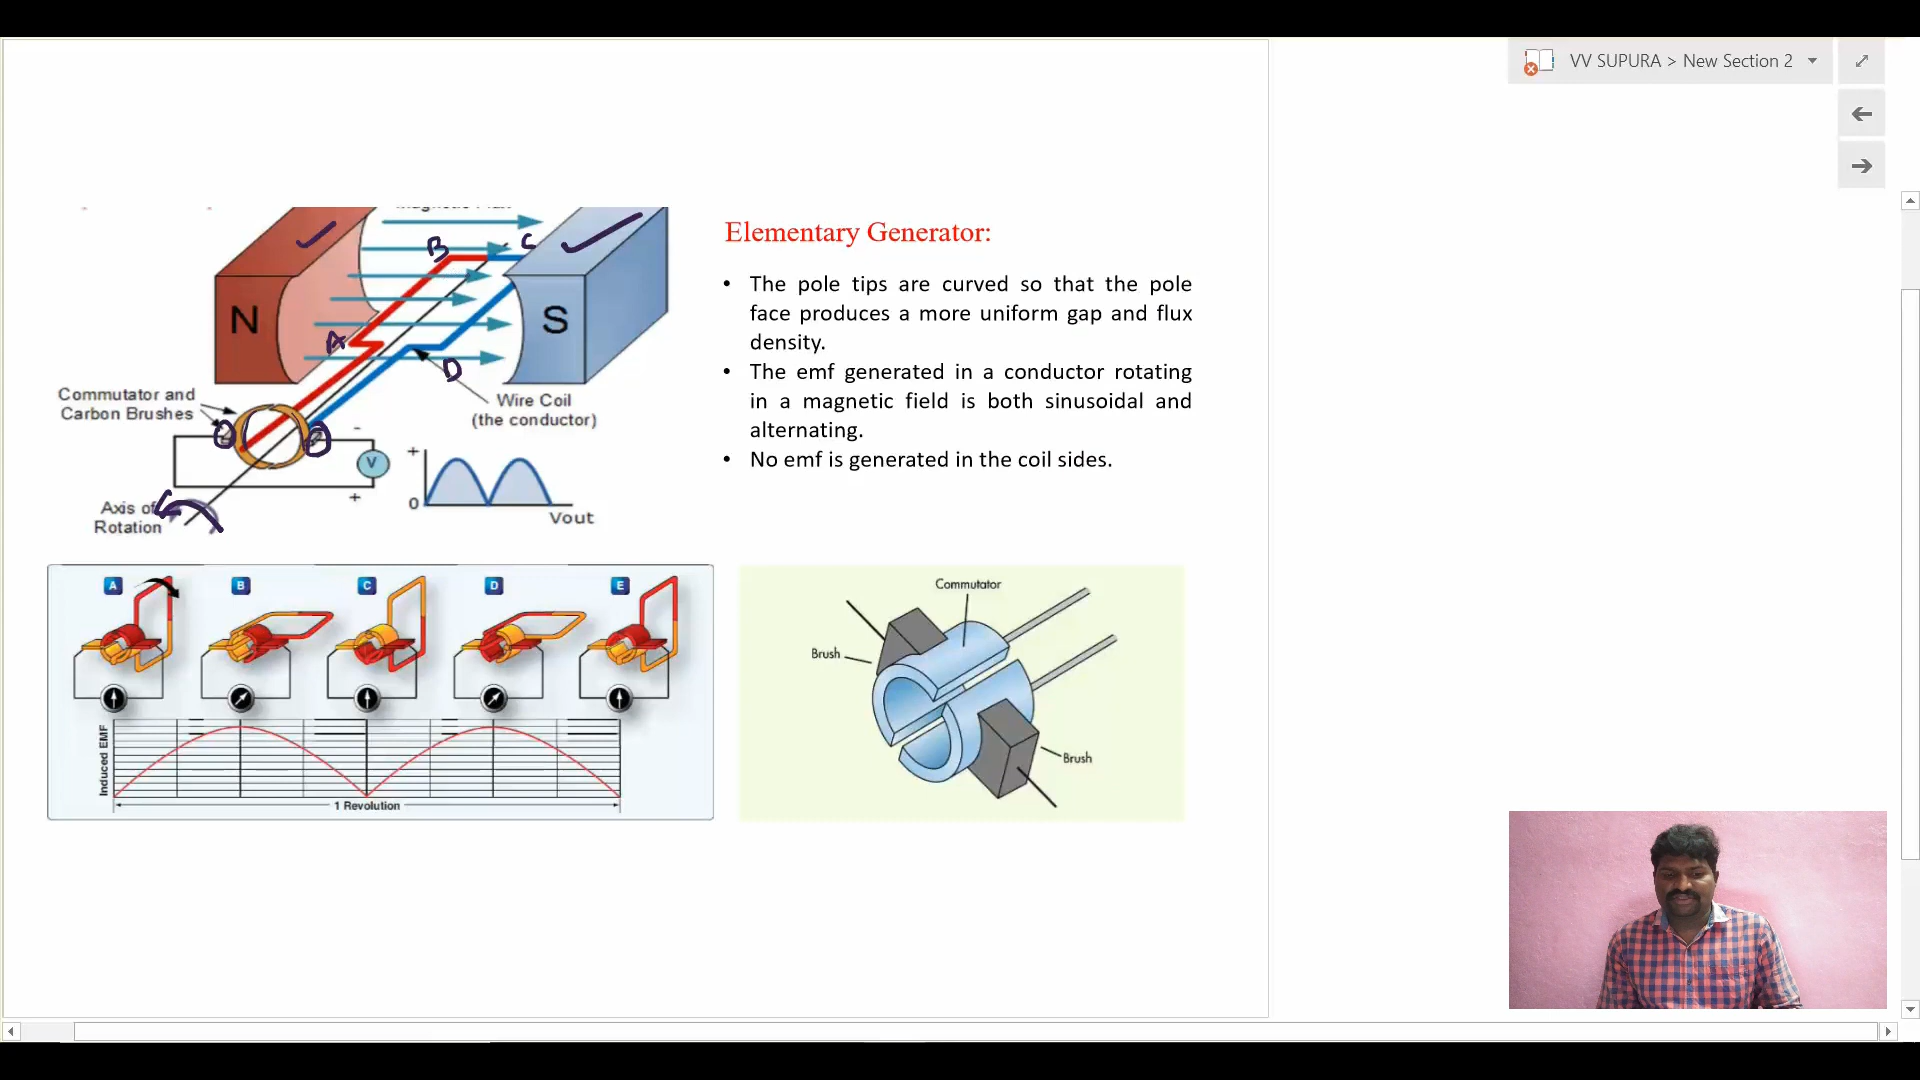 VV SUPURA > New Section 2
Elementary Generator:
• The pole tips are curved so that the pole
face produces a more uniform gap and flux
density.
• The emf generated in a conductor rotating
in a magnetic field is both sinusoidal and
alternating.
• No emf is generated in the coil sides.
B
C
N
S
A
D
Commutator and
Carbon Brushes
Wire Coil
(the conductor)
-
V
+
+
0
Vout
Axis of
Rotation
A B C D E
Induced EMF
1 Revolution
Commutator
Brush
Brush